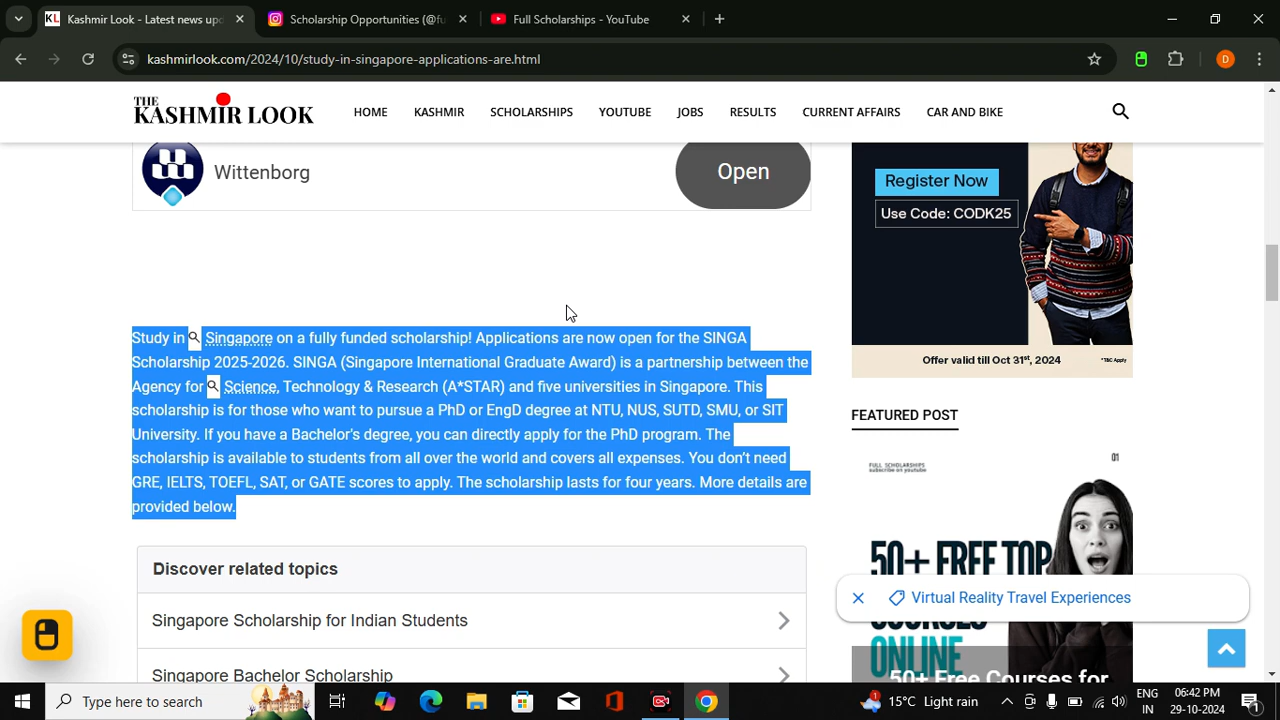 Kashmir Look - Latest news upd
Scholarship Opportunities (@fu
Full Scholarships - YouTube
kashmirlook.com/2024/10/study-in-singapore-applications-are.html
D
THE KASHMIR LOOK
HOME KASHMIR SCHOLARSHIPS YOUTUBE JOBS RESULTS CURRENT AFFAIRS CAR AND BIKE
Wittenborg
Open
Register Now
Use Code: CODK25
Offer valid till Oct 31st, 2024
*T&C Apply
Study in Singapore on a fully funded scholarship! Applications are now open for the SINGA
Scholarship 2025-2026. SINGA (Singapore International Graduate Award) is a partnership between the
Agency for Science, Technology & Research (A*STAR) and five universities in Singapore. This
scholarship is for those who want to pursue a PhD or EngD degree at NTU, NUS, SUTD, SMU, or SIT
University. If you have a Bachelor's degree, you can directly apply for the PhD program. The
scholarship is available to students from all over the world and covers all expenses. You don't need
GRE, IELTS, TOEFL, SAT, or GATE scores to apply. The scholarship lasts for four years. More details are
provided below.
Discover related topics
Singapore Scholarship for Indian Students
Singapore Bachelor Scholarship
FEATURED POST
FULL SCHOLARSHIPS
subscribe on youtube
01
50+ FREE TOP
COURSES
ONLINE
50+ Free Courses for
Virtual Reality Travel Experiences
Type here to search
1
15°C Light rain
ENG
IN
06:42 PM
29-10-2024
1